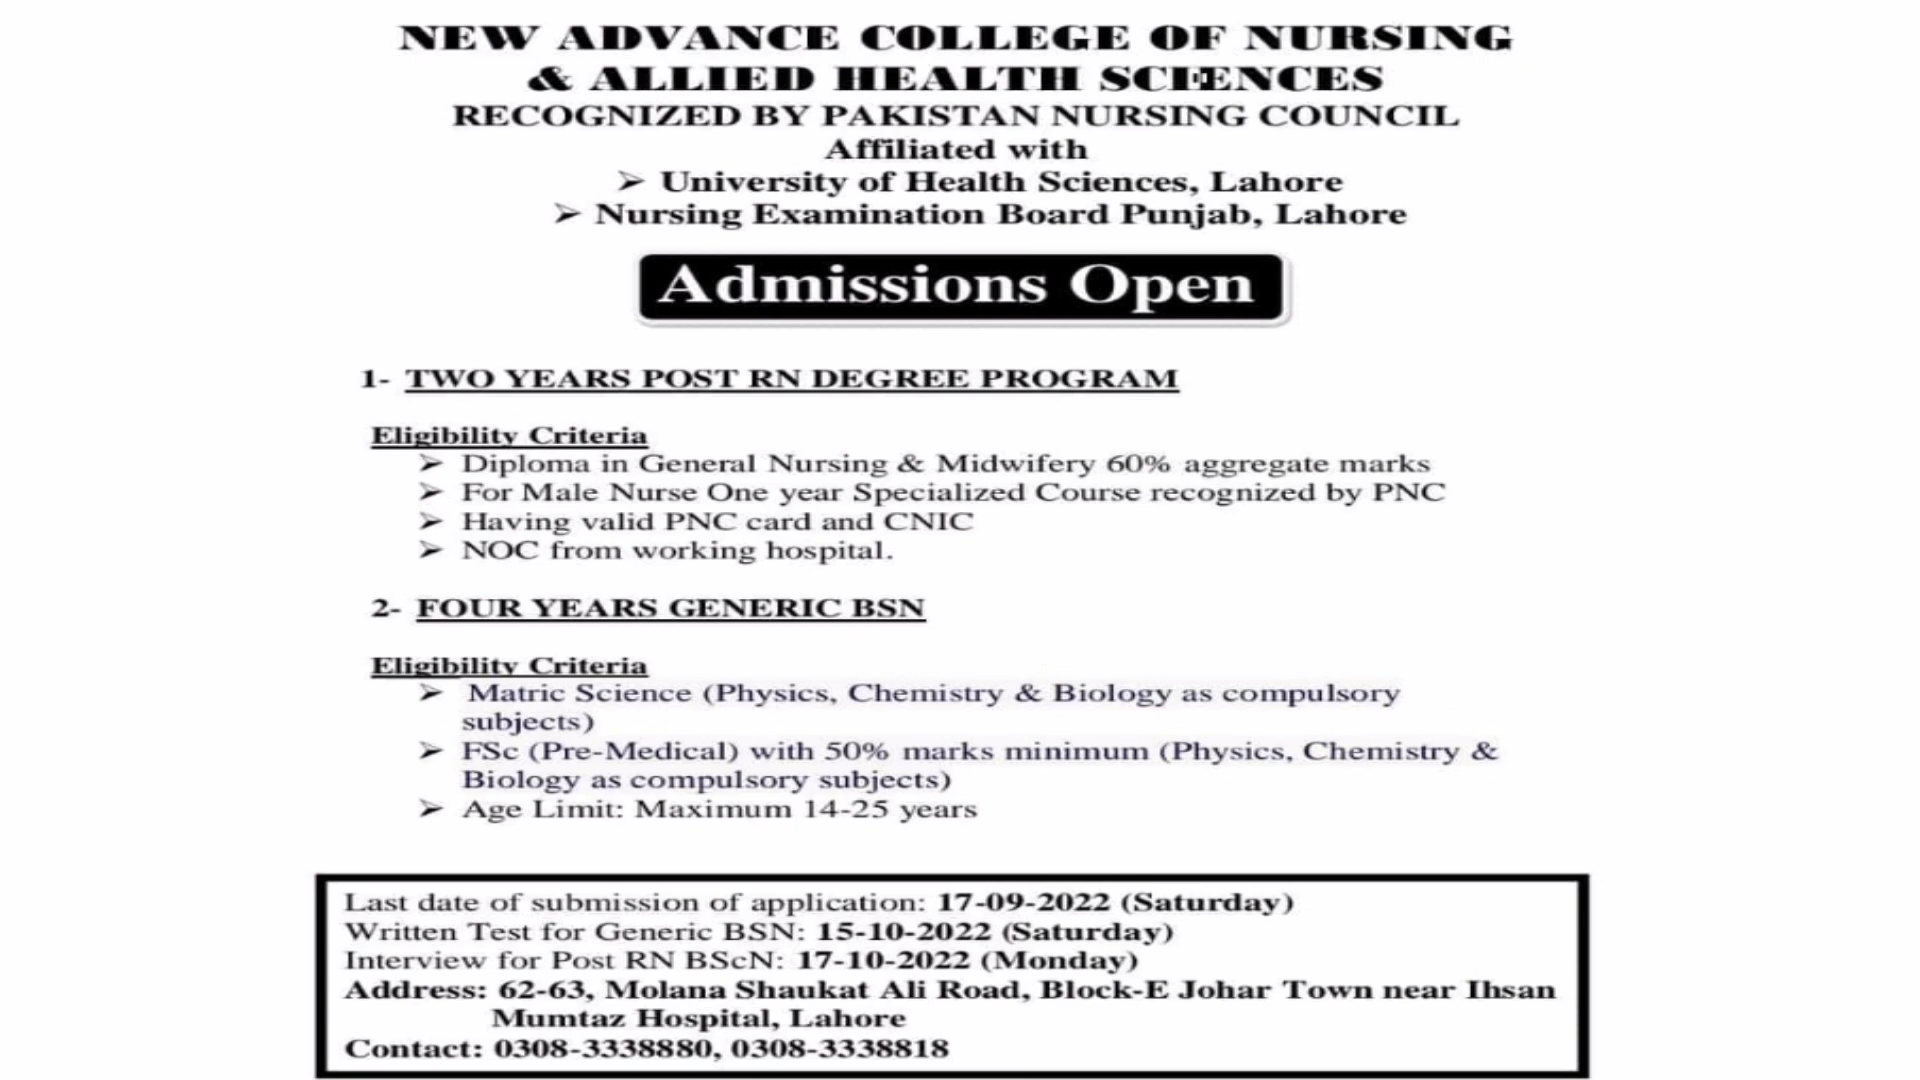 NEW ADVANCE COLLEGE OF NURSING
& ALLIED HEALTH SCIENCES
RECOGNIZED BY PAKISTAN NURSING COUNCIL
Affiliated with
➢ University of Health Sciences, Lahore
➢ Nursing Examination Board Punjab, Lahore
Admissions Open
1- TWO YEARS POST RN DEGREE PROGRAM
Eligibility Criteria
➢ Diploma in General Nursing & Midwifery 60% aggregate marks
➢ For Male Nurse One year Specialized Course recognized by PNC
➢ Having valid PNC card and CNIC
➢ NOC from working hospital.
2- FOUR YEARS GENERIC BSN
Eligibility Criteria
➢ Matric Science (Physics, Chemistry & Biology as compulsory
subjects)
➢ FSc (Pre-Medical) with 50% marks minimum (Physics, Chemistry &
Biology as compulsory subjects)
➢ Age Limit: Maximum 14-25 years
Last date of submission of application: 17-09-2022 (Saturday)
Written Test for Generic BSN: 15-10-2022 (Saturday)
Interview for Post RN BScN: 17-10-2022 (Monday)
Address: 62-63, Molana Shaukat Ali Road, Block-E Johar Town near Ihsan
Mumtaz Hospital, Lahore
Contact: 0308-3338880, 0308-3338818